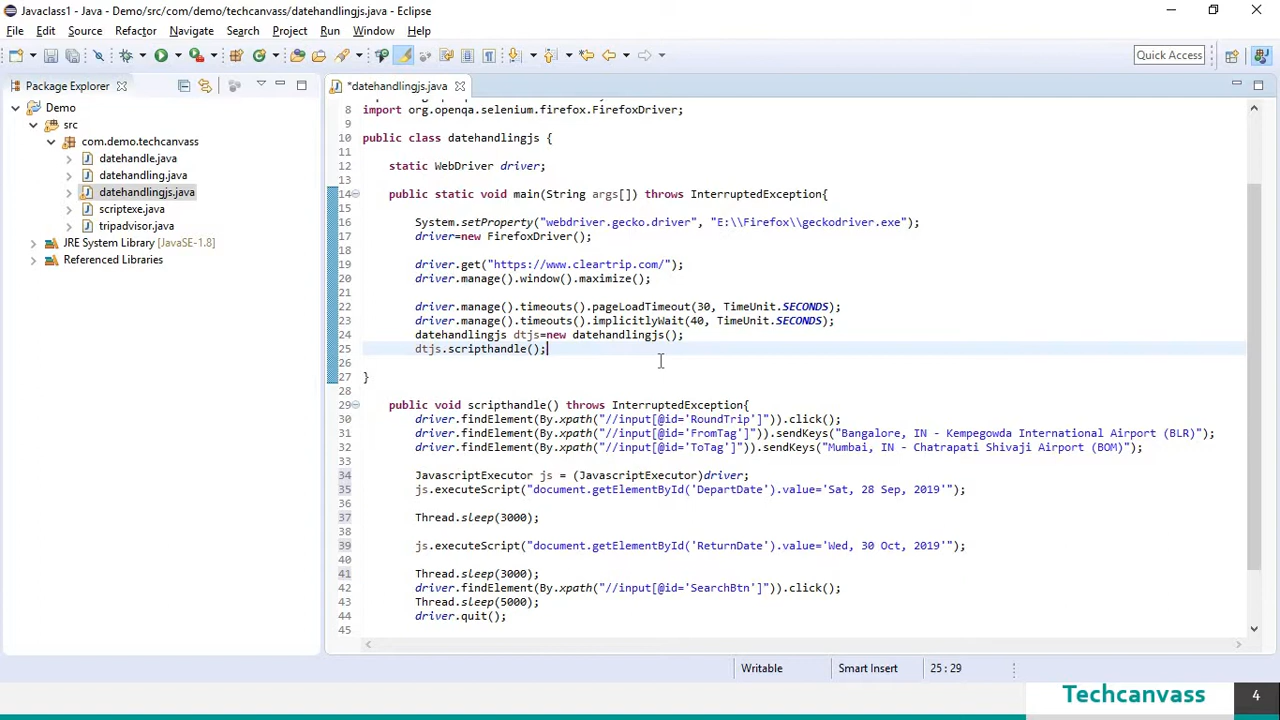 Javaclass1 - Java - Demo/src/com/demo/techcanvass/datehandlingjs.java - Eclipse
File Edit Source Refactor Navigate Search Project Run Window Help
Quick Access
Package Explorer
*datehandlingjs.java
Demo
src
com.demo.techcanvass
datehandle.java
datehandling.java
datehandlingjs.java
scriptexe.java
tripadvisor.java
JRE System Library [JavaSE-1.8]
Referenced Libraries
8 import org.openqa.selenium.firefox.FirefoxDriver;
9
10 public class datehandlingjs {
11
12 static WebDriver driver;
13
14 public static void main(String args[]) throws InterruptedException{
15
16 System.setProperty("webdriver.gecko.driver", "E:\\Firefox\\geckodriver.exe");
17 driver=new FirefoxDriver();
18
19 driver.get("https://www.cleartrip.com/");
20 driver.manage().window().maximize();
21
22 driver.manage().timeouts().pageLoadTimeout(30, TimeUnit.SECONDS);
23 driver.manage().timeouts().implicitlyWait(40, TimeUnit.SECONDS);
24 datehandlingjs dtjs=new datehandlingjs();
25 dtjs.scripthandle();
26
27 }
28
29 public void scripthandle() throws InterruptedException{
30 driver.findElement(By.xpath("//input[@id='RoundTrip']")).click();
31 driver.findElement(By.xpath("//input[@id='FromTag']")).sendKeys("Bangalore, IN - Kempegowda International Airport (BLR)");
32 driver.findElement(By.xpath("//input[@id='ToTag']")).sendKeys("Mumbai, IN - Chatrapati Shivaji Airport (BOM)");
33
34 JavascriptExecutor js = (JavascriptExecutor)driver;
35 js.executeScript("document.getElementById('DepartDate').value='Sat, 28 Sep, 2019'");
36
37 Thread.sleep(3000);
38
39 js.executeScript("document.getElementById('ReturnDate').value='Wed, 30 Oct, 2019'");
40
41 Thread.sleep(3000);
42 driver.findElement(By.xpath("//input[@id='SearchBtn']")).click();
43 Thread.sleep(5000);
44 driver.quit();
45
Writable Smart Insert 25 : 29
Techcanvass 4